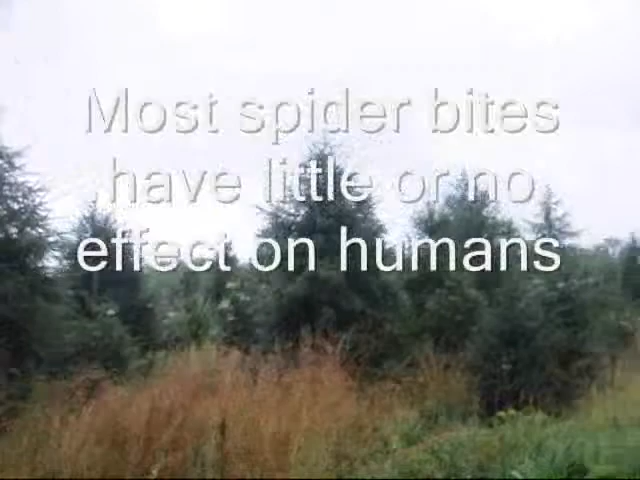 Most spider bites
have little or no
effect on humans